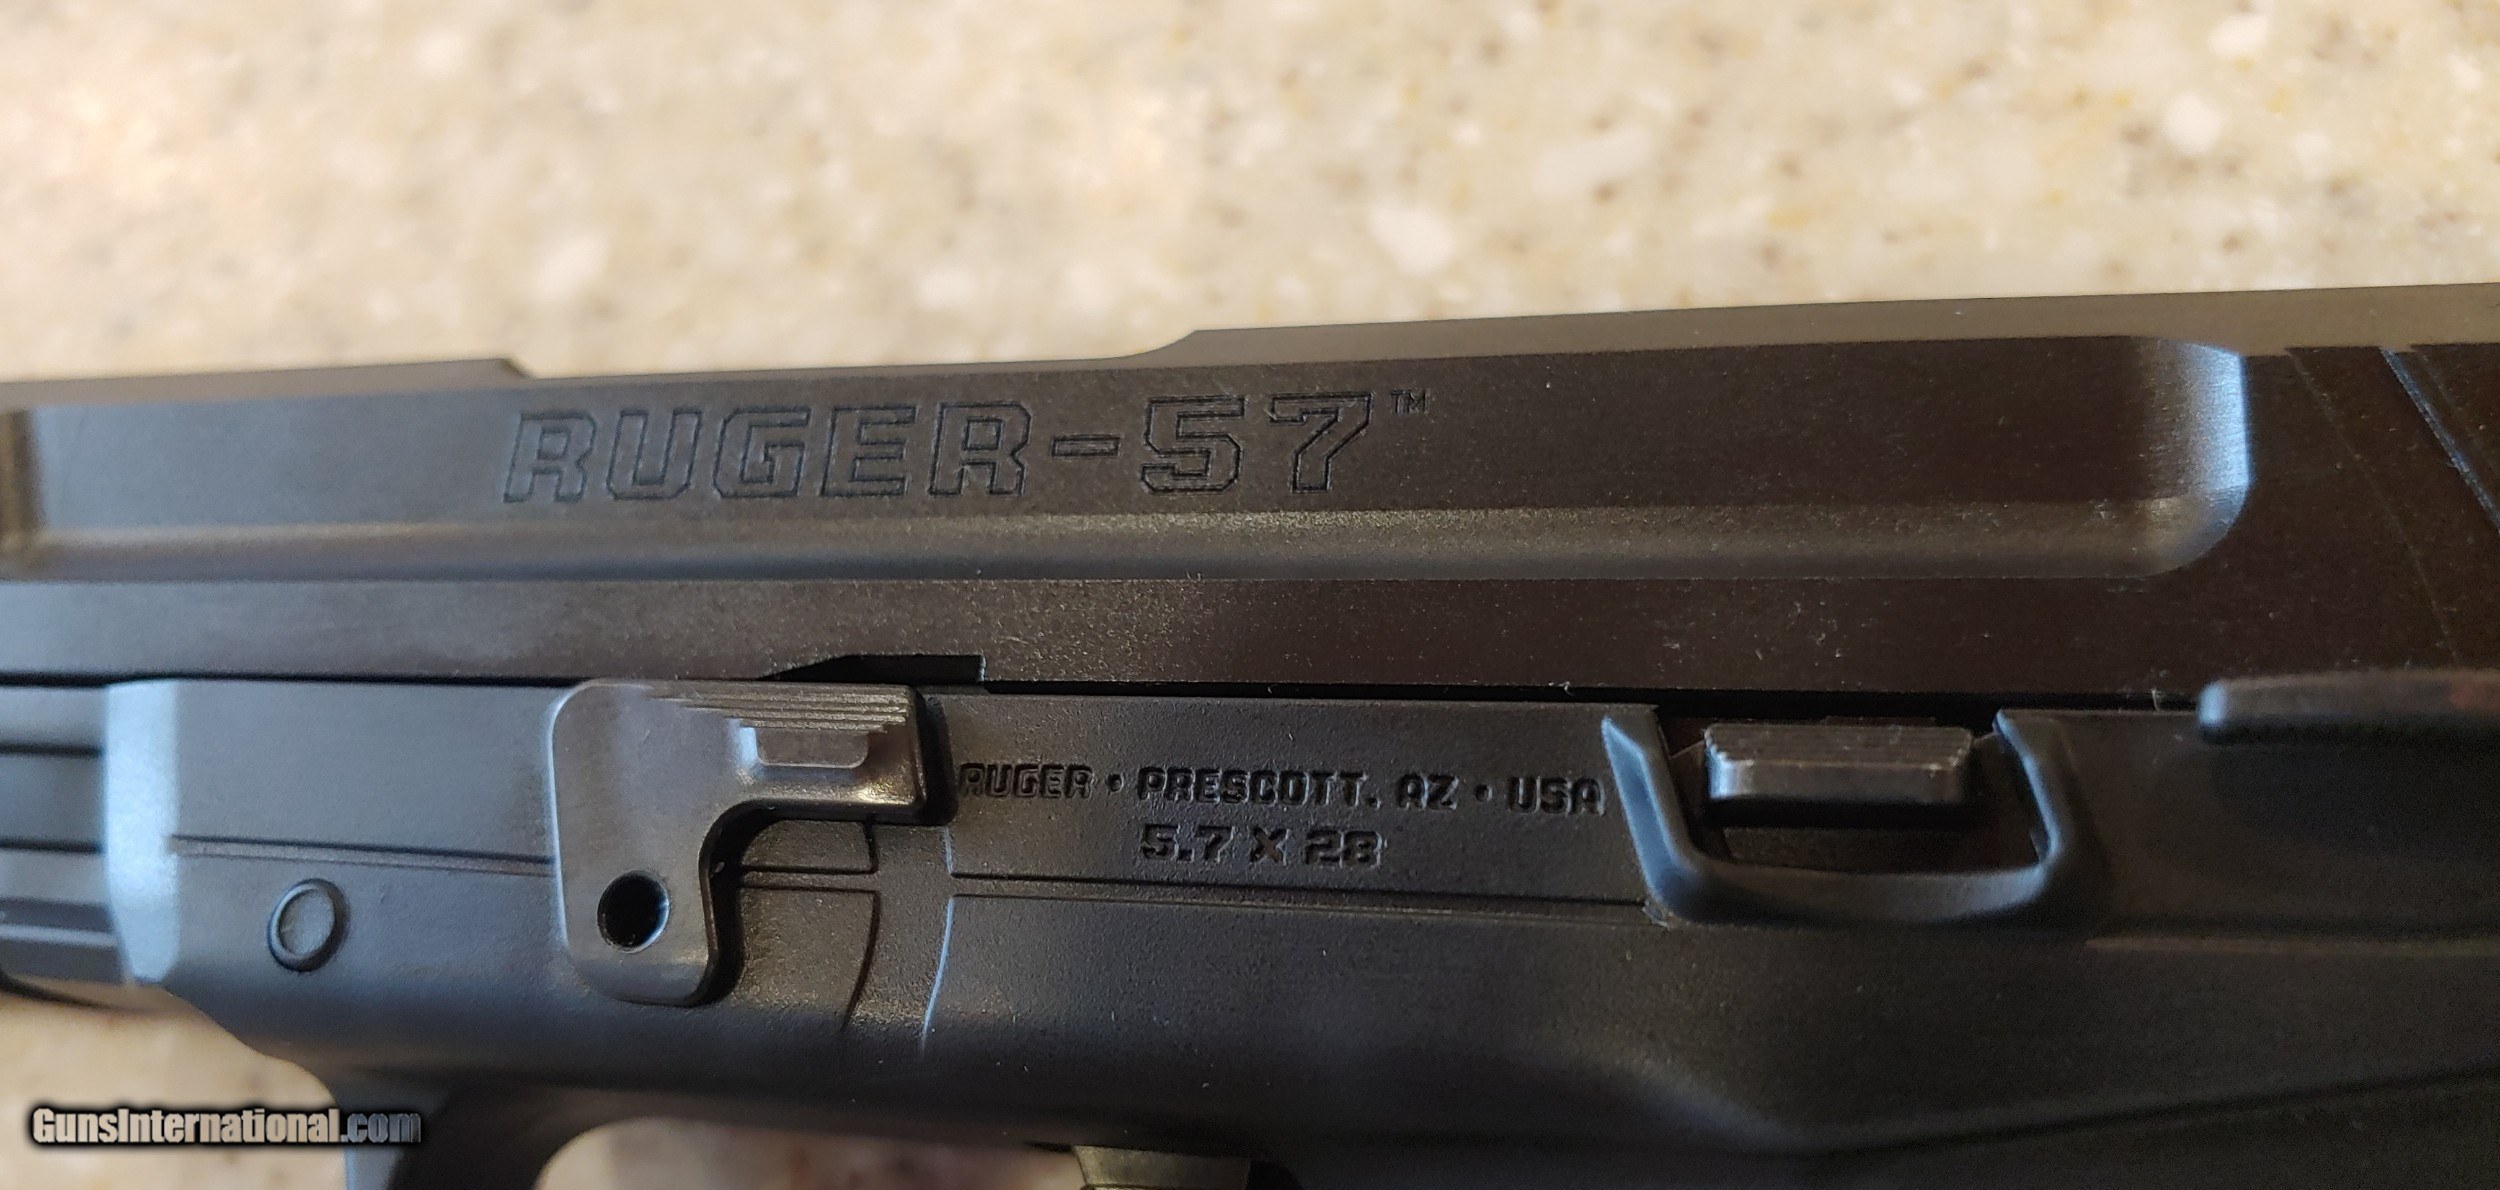 RUGER-57™
RUGER • PRESCOTT, AZ • USA
5.7 X 28
GunsInternational.com